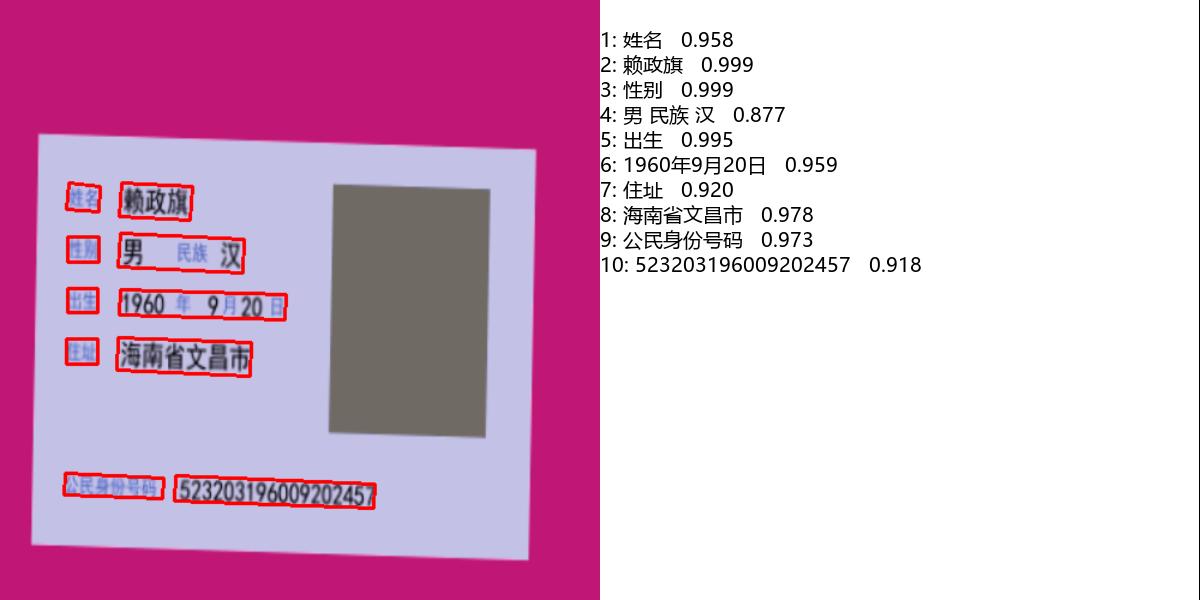 姓名 赖政旗
性别 男 民族 汉
出生 1960 年 9 月 20 日
住址 海南省文昌市
公民身份号码 523203196009202457
1: 姓名 0.958
2: 赖政旗 0.999
3: 性别 0.999
4: 男 民族 汉 0.877
5: 出生 0.995
6: 1960年9月20日 0.959
7: 住址 0.920
8: 海南省文昌市 0.978
9: 公民身份号码 0.973
10: 523203196009202457 0.918